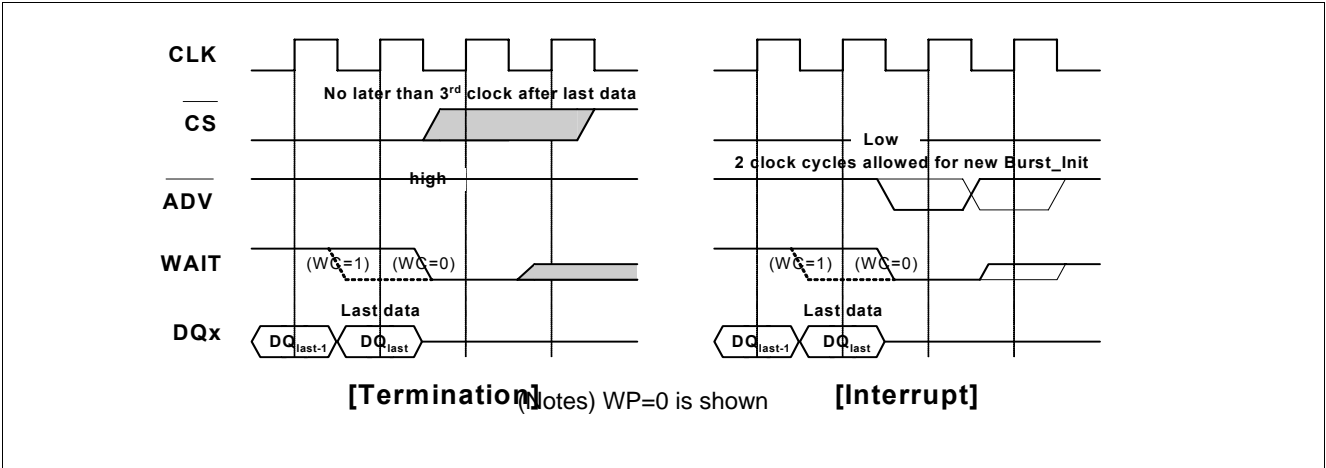 CLK
No later than 3rd clock after last data
CS
Low
2 clock cycles allowed for new Burst_Init
high
ADV
WAIT
(WC=1) (WC=0)
(WC=1) (WC=0)
Last data
Last data
DQx
DQlast-1 DQlast
DQlast-1 DQlast
[Termination]
(Notes) WP=0 is shown
[Interrupt]